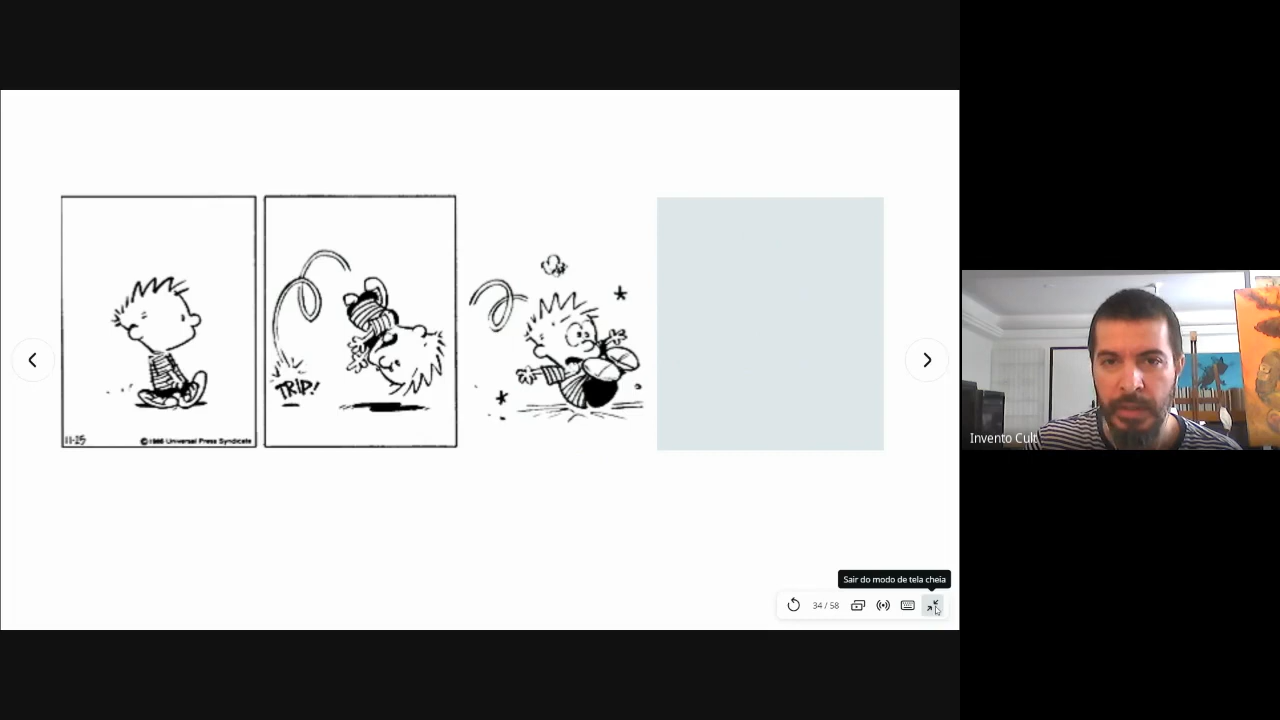 TRIP!
11-25
© 1986 Universal Press Syndicate
Invento Cult
Sair do modo de tela cheia
34 / 58